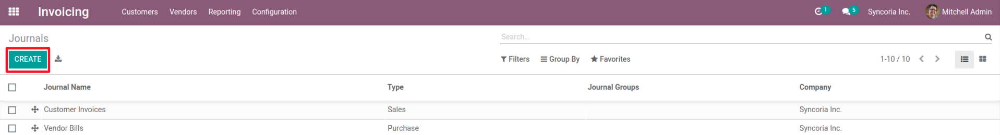 Invoicing Customers Vendors Reporting Configuration 1 5 Syncoria Inc. Mitchell Admin
Journals Search...
CREATE Filters Group By Favorites 1-10 / 10
Journal Name Type Journal Groups Company
Customer Invoices Sales Syncoria Inc.
Vendor Bills Purchase Syncoria Inc.